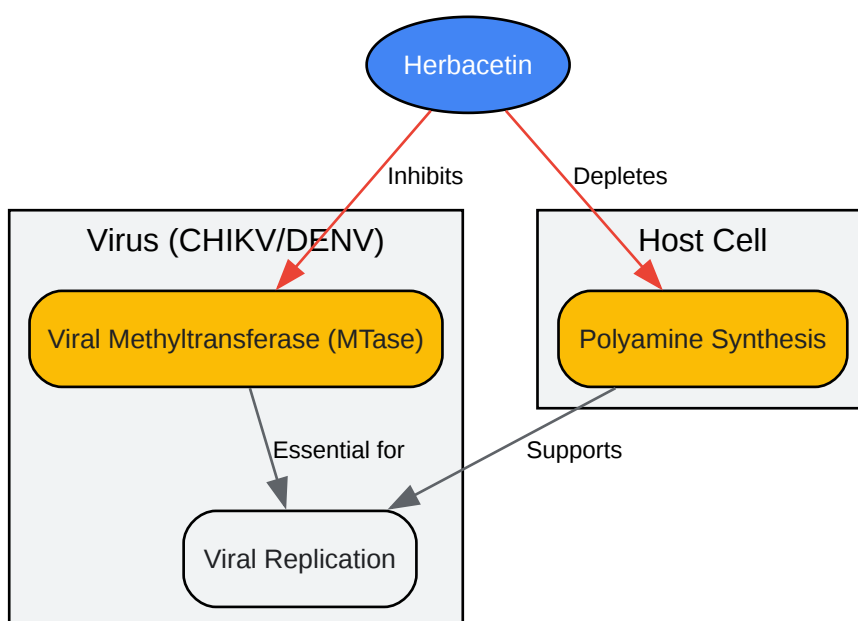 Herbacetin
Inhibits
Depletes
Virus (CHIKV/DENV)
Host Cell
Viral Methyltransferase (MTase)
Polyamine Synthesis
Essential for
Supports
Viral Replication